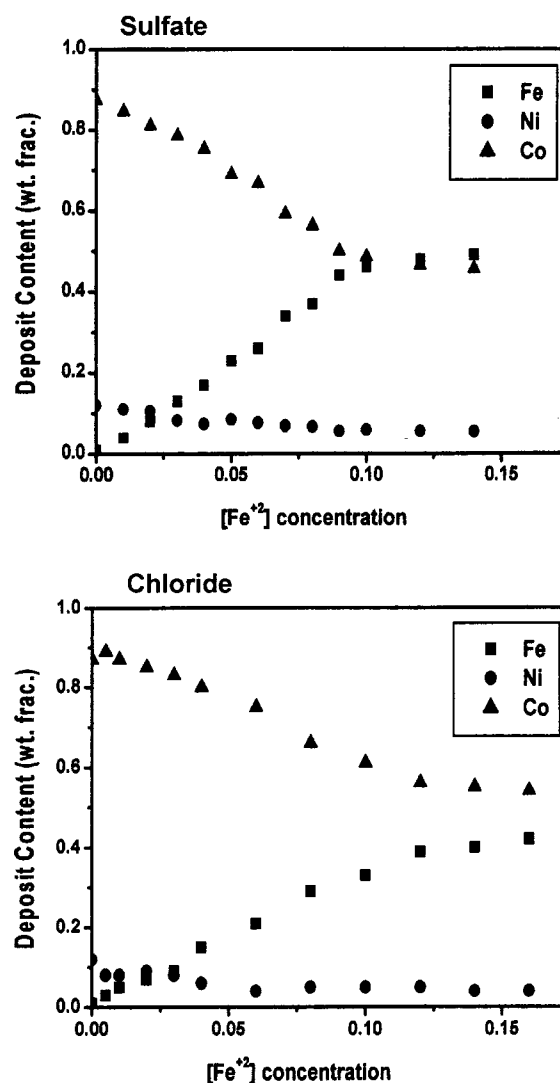 Sulfate
1.0
0.8
0.6
0.4
0.2
0.0
Deposit Content (wt. frac.)
Fe
Ni
Co
0.00
0.05
0.10
0.15
[Fe⁺²] concentration
Chloride
1.0
0.8
0.6
0.4
0.2
0.0
Deposit Content (wt. frac.)
Fe
Ni
Co
0.00
0.05
0.10
0.15
[Fe⁺²] concentration